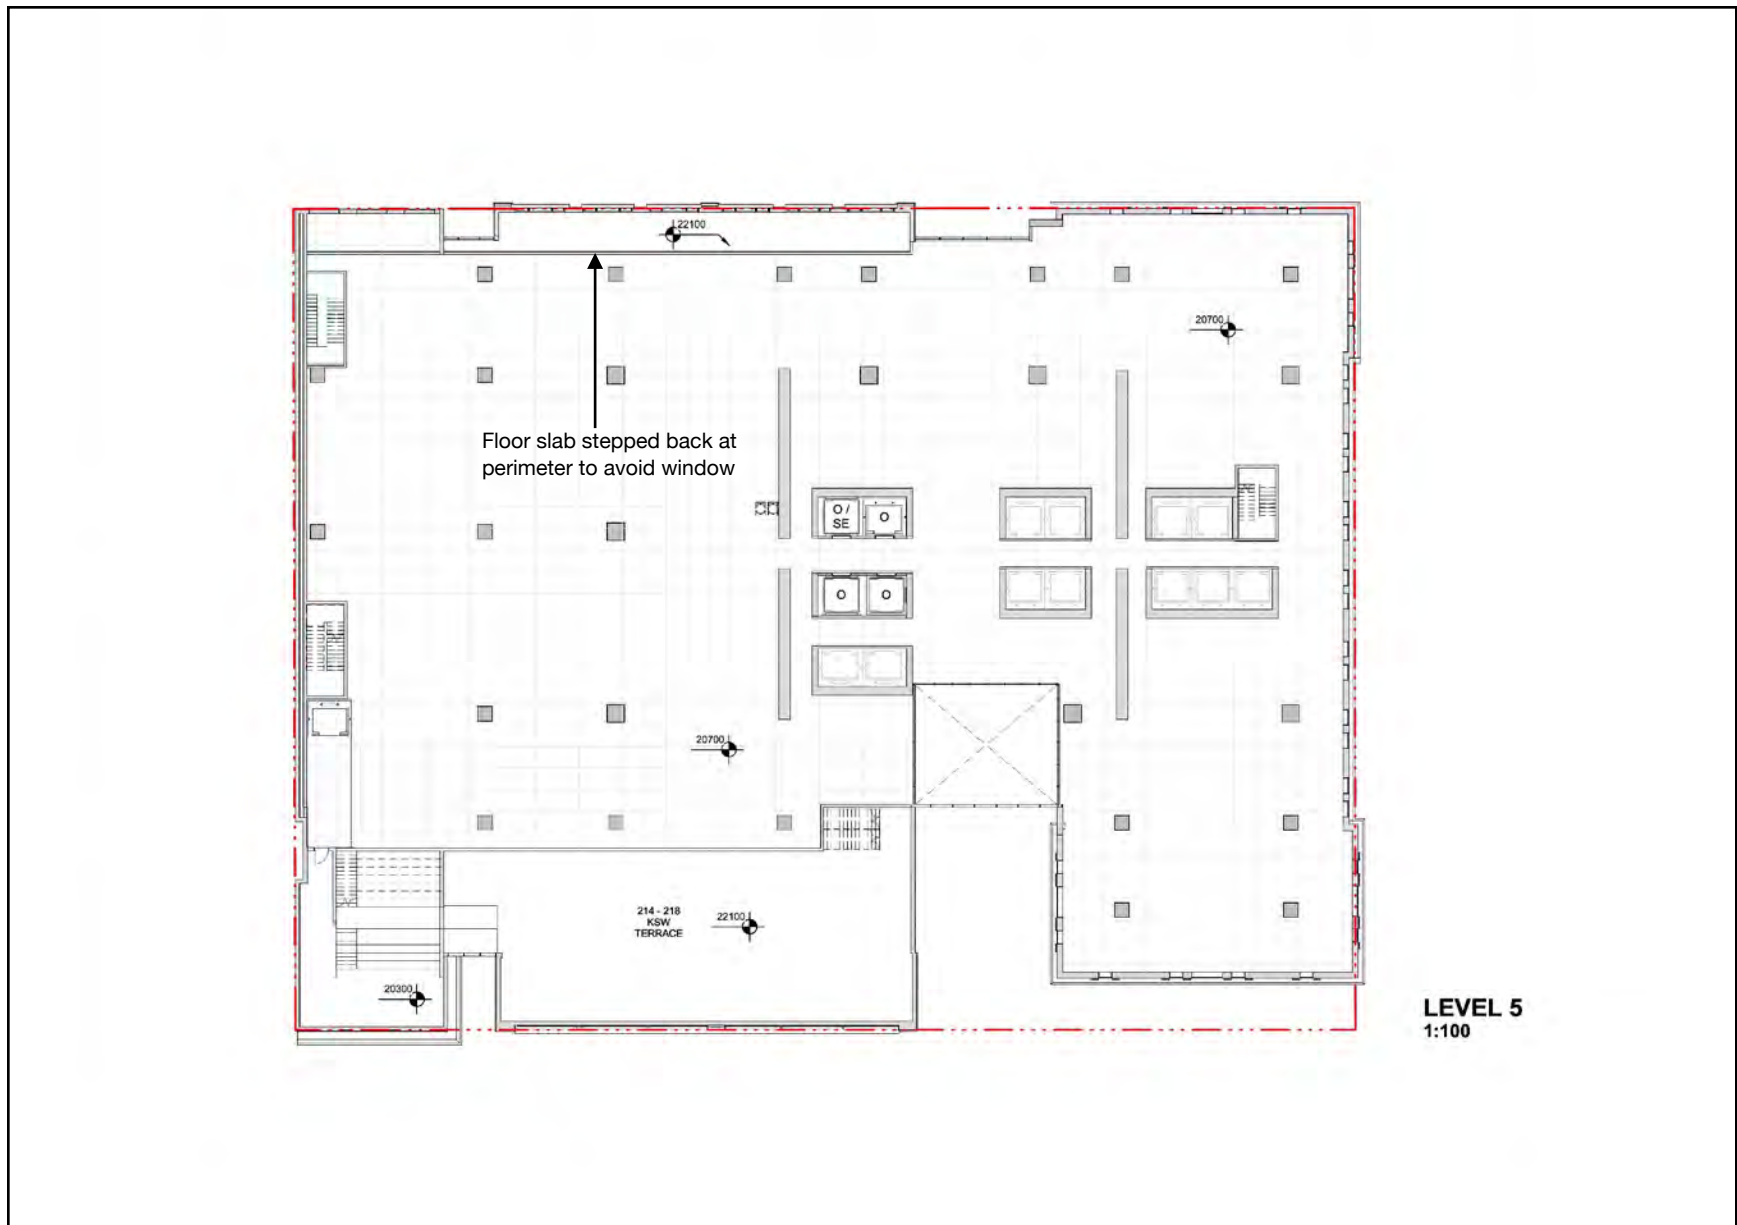 22100
20700
Floor slab stepped back at
perimeter to avoid window
O /
SE
O
O
O
20700
214 - 218
KSW
TERRACE
22100
20300
LEVEL 5
1:100